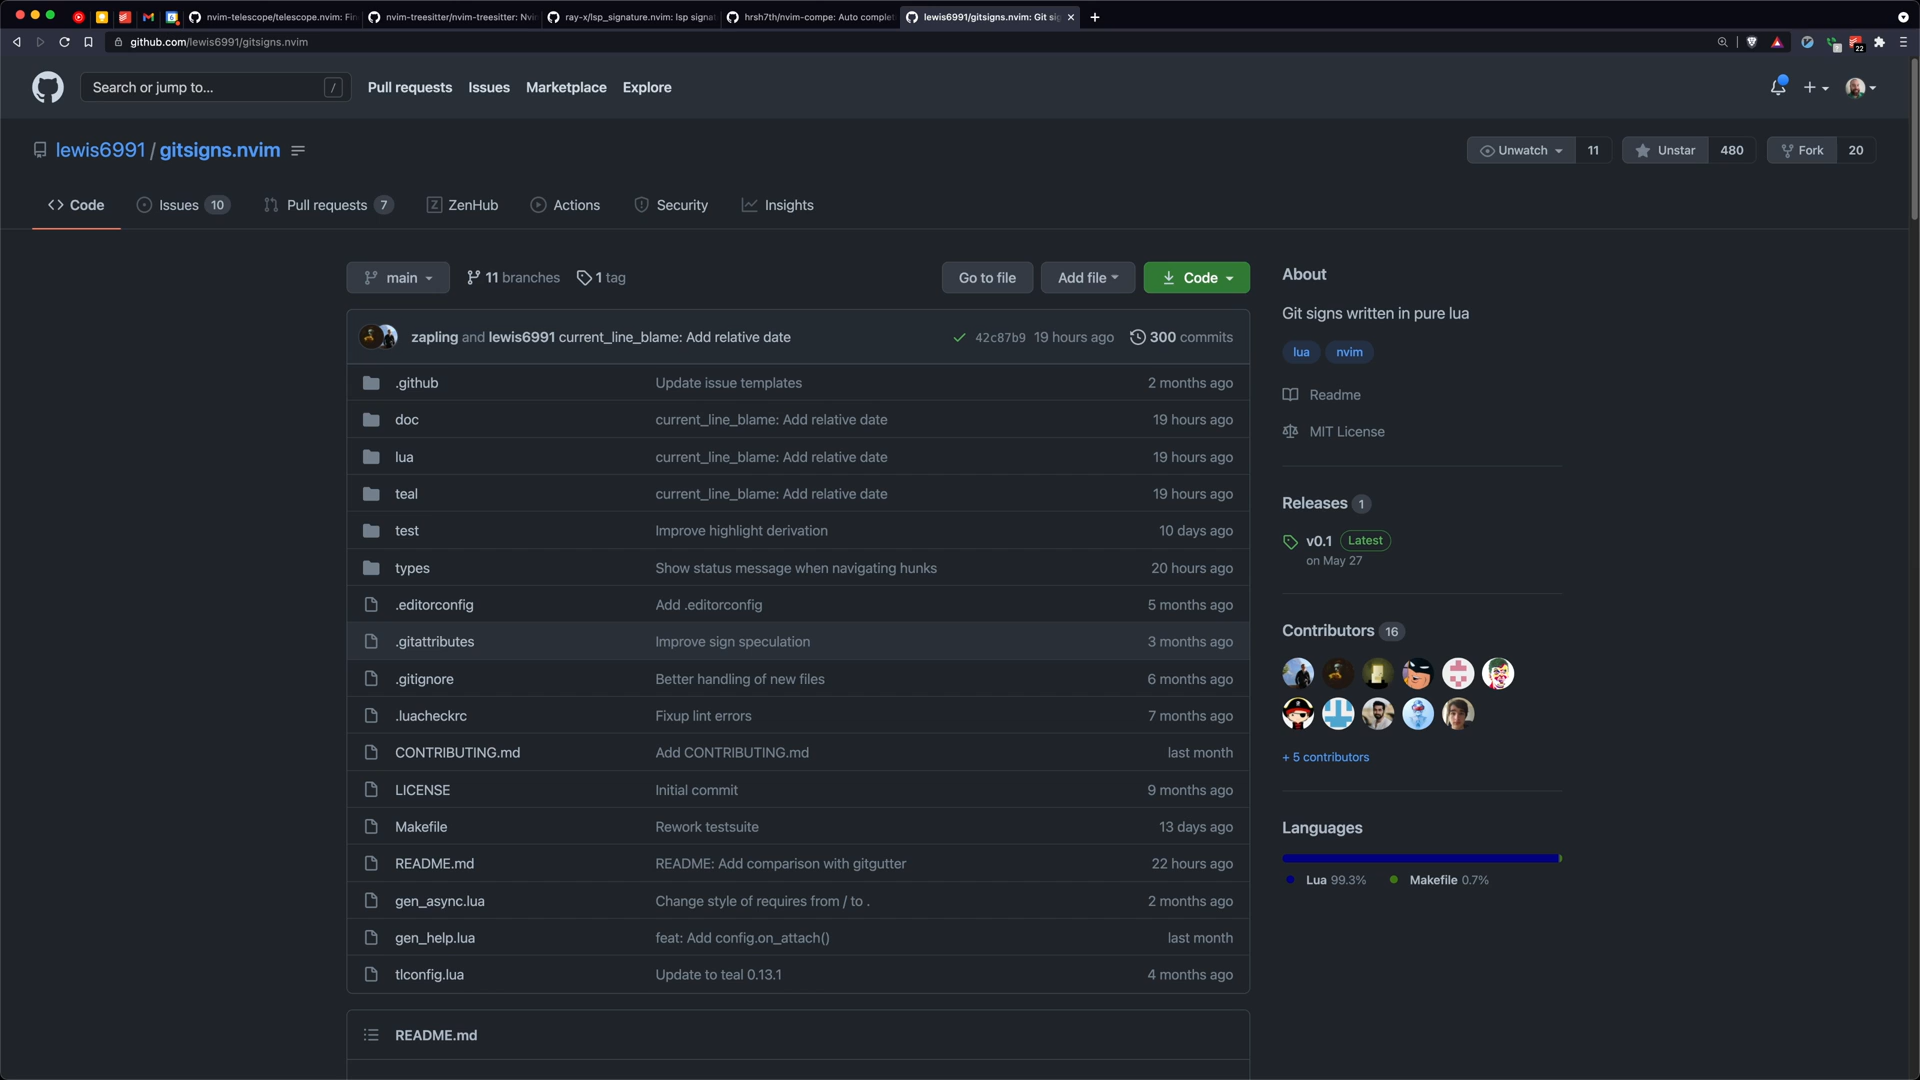 nvim-telescope/telescope.nvim: Fin
nvim-treesitter/nvim-treesitter: Nvi
ray-x/lsp_signature.nvim: lsp signat
hrsh7th/nvim-compe: Auto complet
lewis6991/gitsigns.nvim: Git sig
github.com/lewis6991/gitsigns.nvim
22
Search or jump to...
/
Pull requests
Issues
Marketplace
Explore
lewis6991 / gitsigns.nvim
Unwatch 11
Unstar 480
Fork 20
Code
Issues 10
Pull requests 7
ZenHub
Actions
Security
Insights
main
11 branches
1 tag
Go to file
Add file
Code
zapling and lewis6991 current_line_blame: Add relative date
42c87b9 19 hours ago
300 commits
.github Update issue templates 2 months ago
doc current_line_blame: Add relative date 19 hours ago
lua current_line_blame: Add relative date 19 hours ago
teal current_line_blame: Add relative date 19 hours ago
test Improve highlight derivation 10 days ago
types Show status message when navigating hunks 20 hours ago
.editorconfig Add .editorconfig 5 months ago
.gitattributes Improve sign speculation 3 months ago
.gitignore Better handling of new files 6 months ago
.luacheckrc Fixup lint errors 7 months ago
CONTRIBUTING.md Add CONTRIBUTING.md last month
LICENSE Initial commit 9 months ago
Makefile Rework testsuite 13 days ago
README.md README: Add comparison with gitgutter 22 hours ago
gen_async.lua Change style of requires from / to . 2 months ago
gen_help.lua feat: Add config.on_attach() last month
tlconfig.lua Update to teal 0.13.1 4 months ago
README.md
About
Git signs written in pure lua
lua nvim
Readme
MIT License
Releases 1
v0.1 Latest
on May 27
Contributors 16
+ 5 contributors
Languages
Lua 99.3% Makefile 0.7%